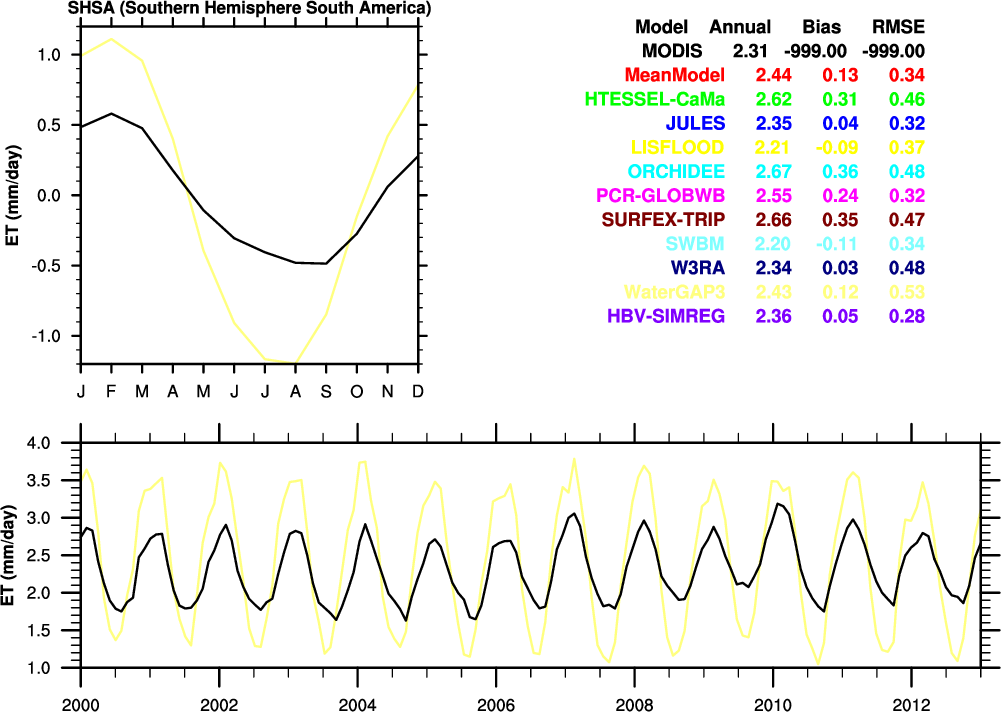 SHSA (Southern Hemisphere South America)
Model Annual Bias RMSE
MODIS 2.31 -999.00 -999.00
MeanModel 2.44 0.13 0.34
HTESSEL-CaMa 2.62 0.31 0.46
JULES 2.35 0.04 0.32
LISFLOOD 2.21 -0.09 0.37
ORCHIDEE 2.67 0.36 0.48
PCR-GLOBWB 2.55 0.24 0.32
SURFEX-TRIP 2.66 0.35 0.47
SWBM 2.20 -0.11 0.34
W3RA 2.34 0.03 0.48
WaterGAP3 2.43 0.12 0.53
HBV-SIMREG 2.36 0.05 0.28
ET (mm/day)
1.0
0.5
0.0
-0.5
-1.0
J F M A M J J A S O N D
ET (mm/day)
4.0
3.5
3.0
2.5
2.0
1.5
1.0
2000 2002 2004 2006 2008 2010 2012